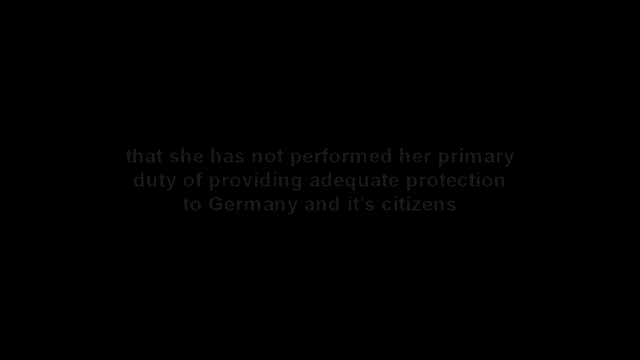 that she has not performed her primary
duty of providing adequate protection
to Germany and it's citizens